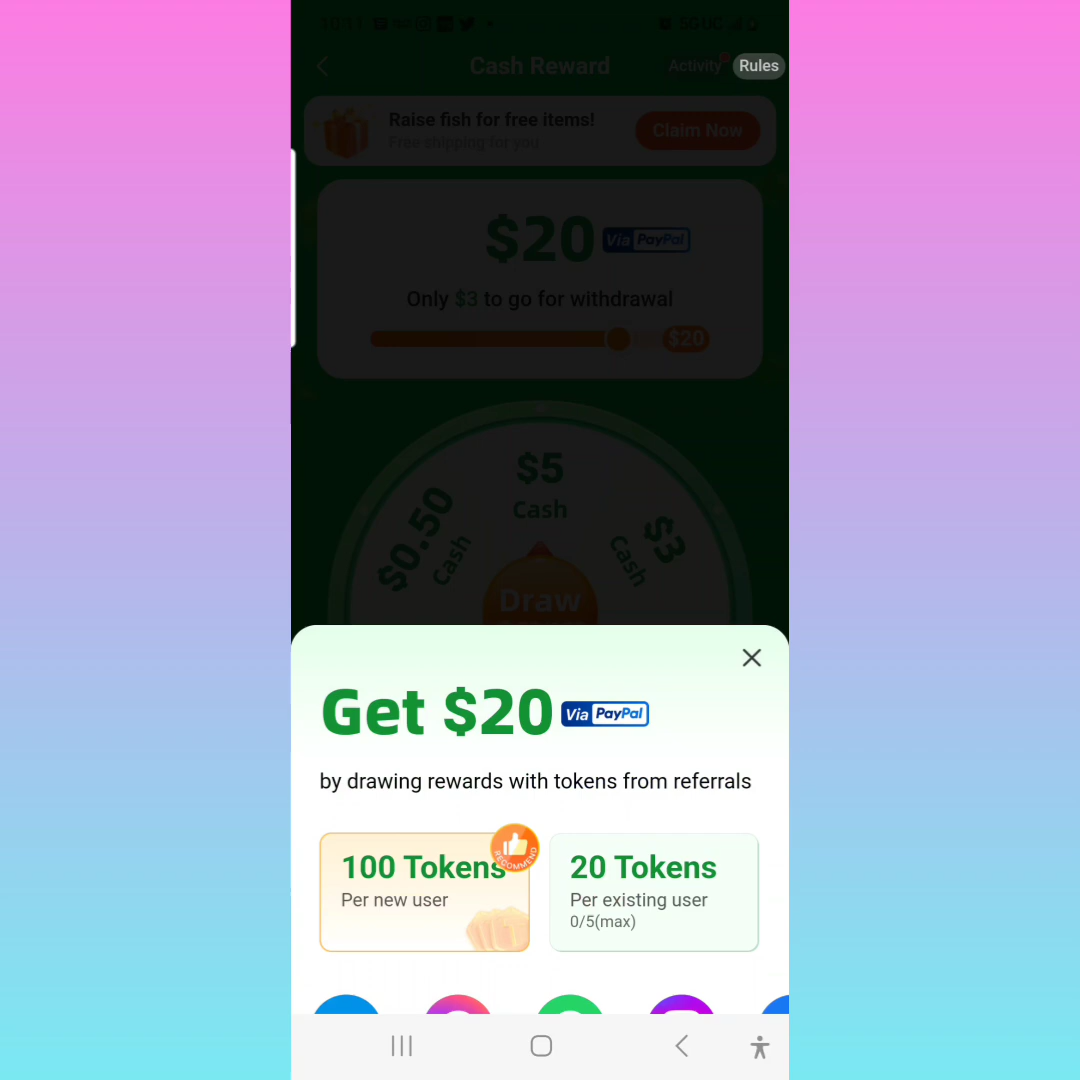 10:11
5G UC
Cash Reward
Activity
Rules
Raise fish for free items!
Free shipping for you
Claim Now
$20 Via PayPal
Only $3 to go for withdrawal
$20
$5
Cash
$0.50
Cash
$3
Cash
Draw
Get $20 Via PayPal
by drawing rewards with tokens from referrals
RECOMMEND
100 Tokens
Per new user
20 Tokens
Per existing user
0/5(max)